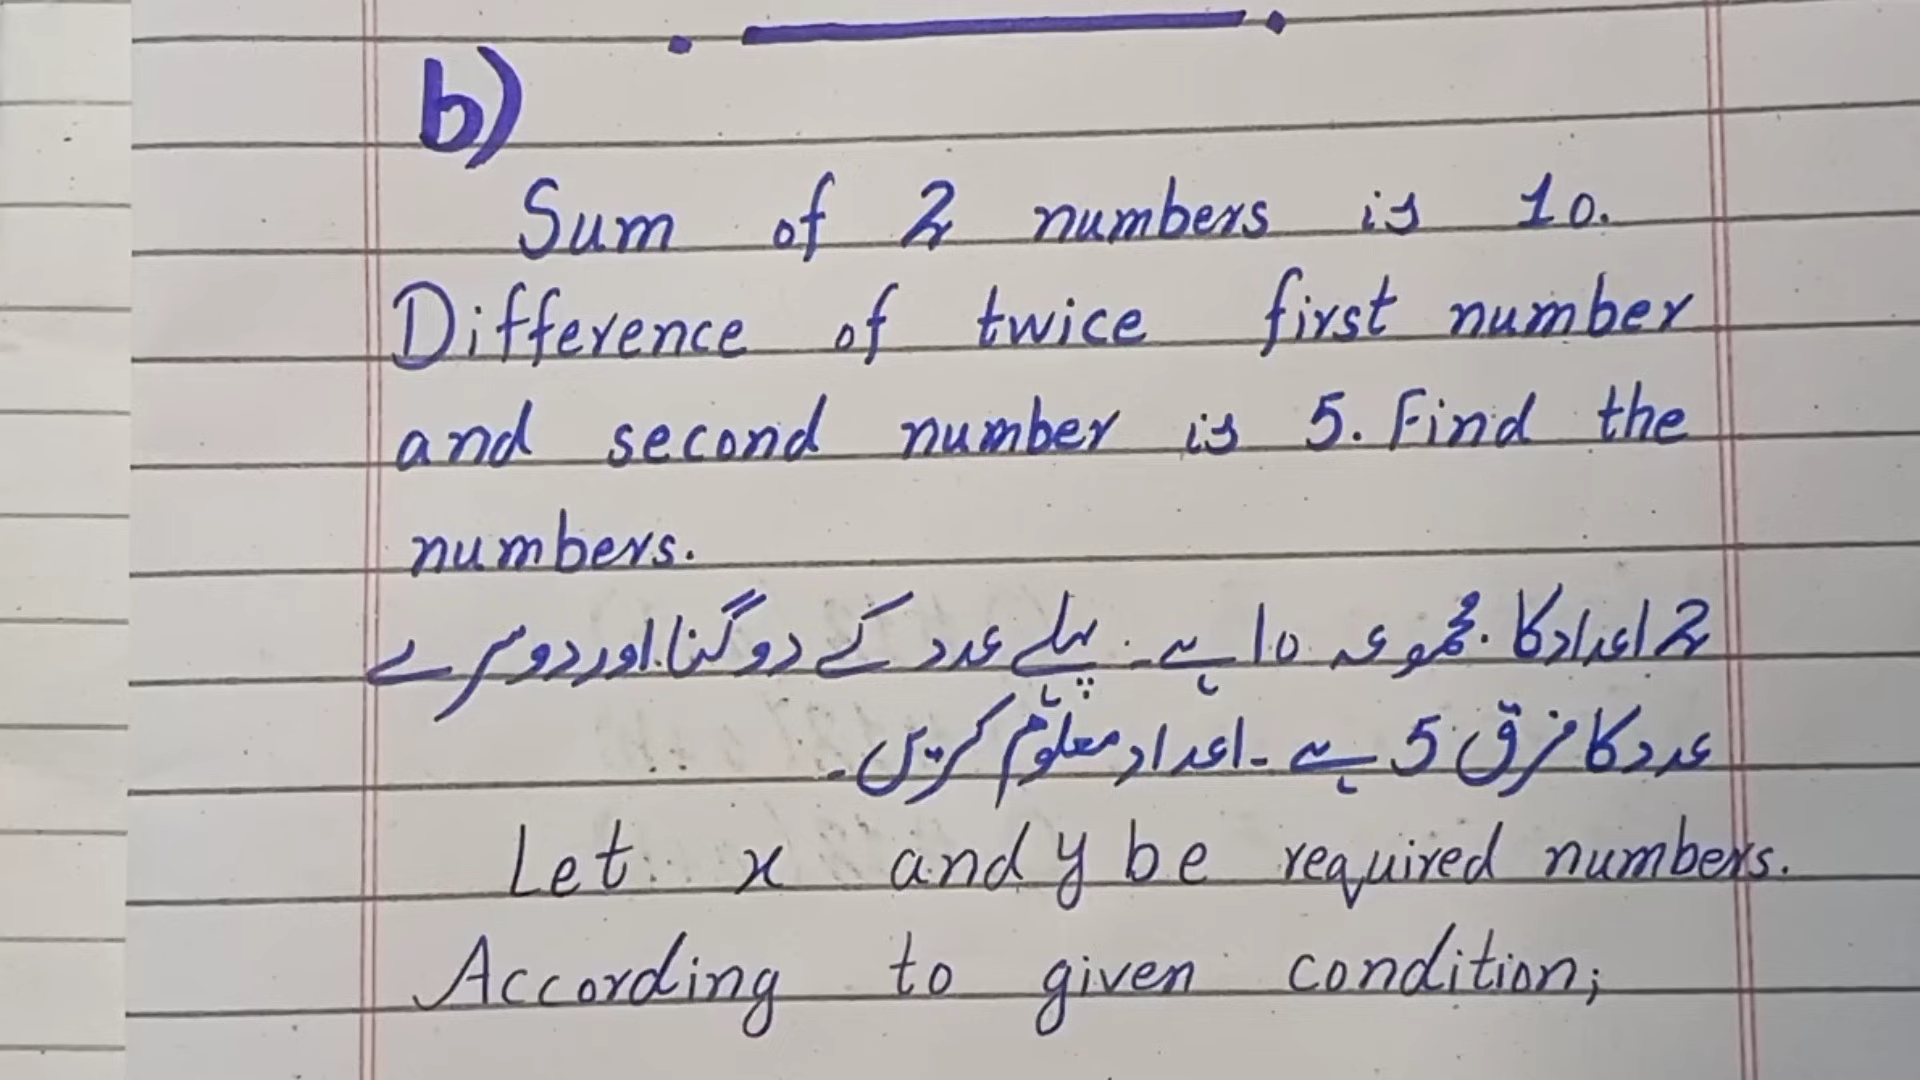 b)
Sum of 2 numbers is 10.
Difference of twice first number
and second number is 5. Find the
numbers.
2 اعداد کا مجموعہ 10 ہے۔ پہلے عدد کے دوگنا اور دوسرے
عدد کا فرق 5 ہے۔ اعداد معلوم کریں۔
Let x and y be required numbers.
According to given condition;